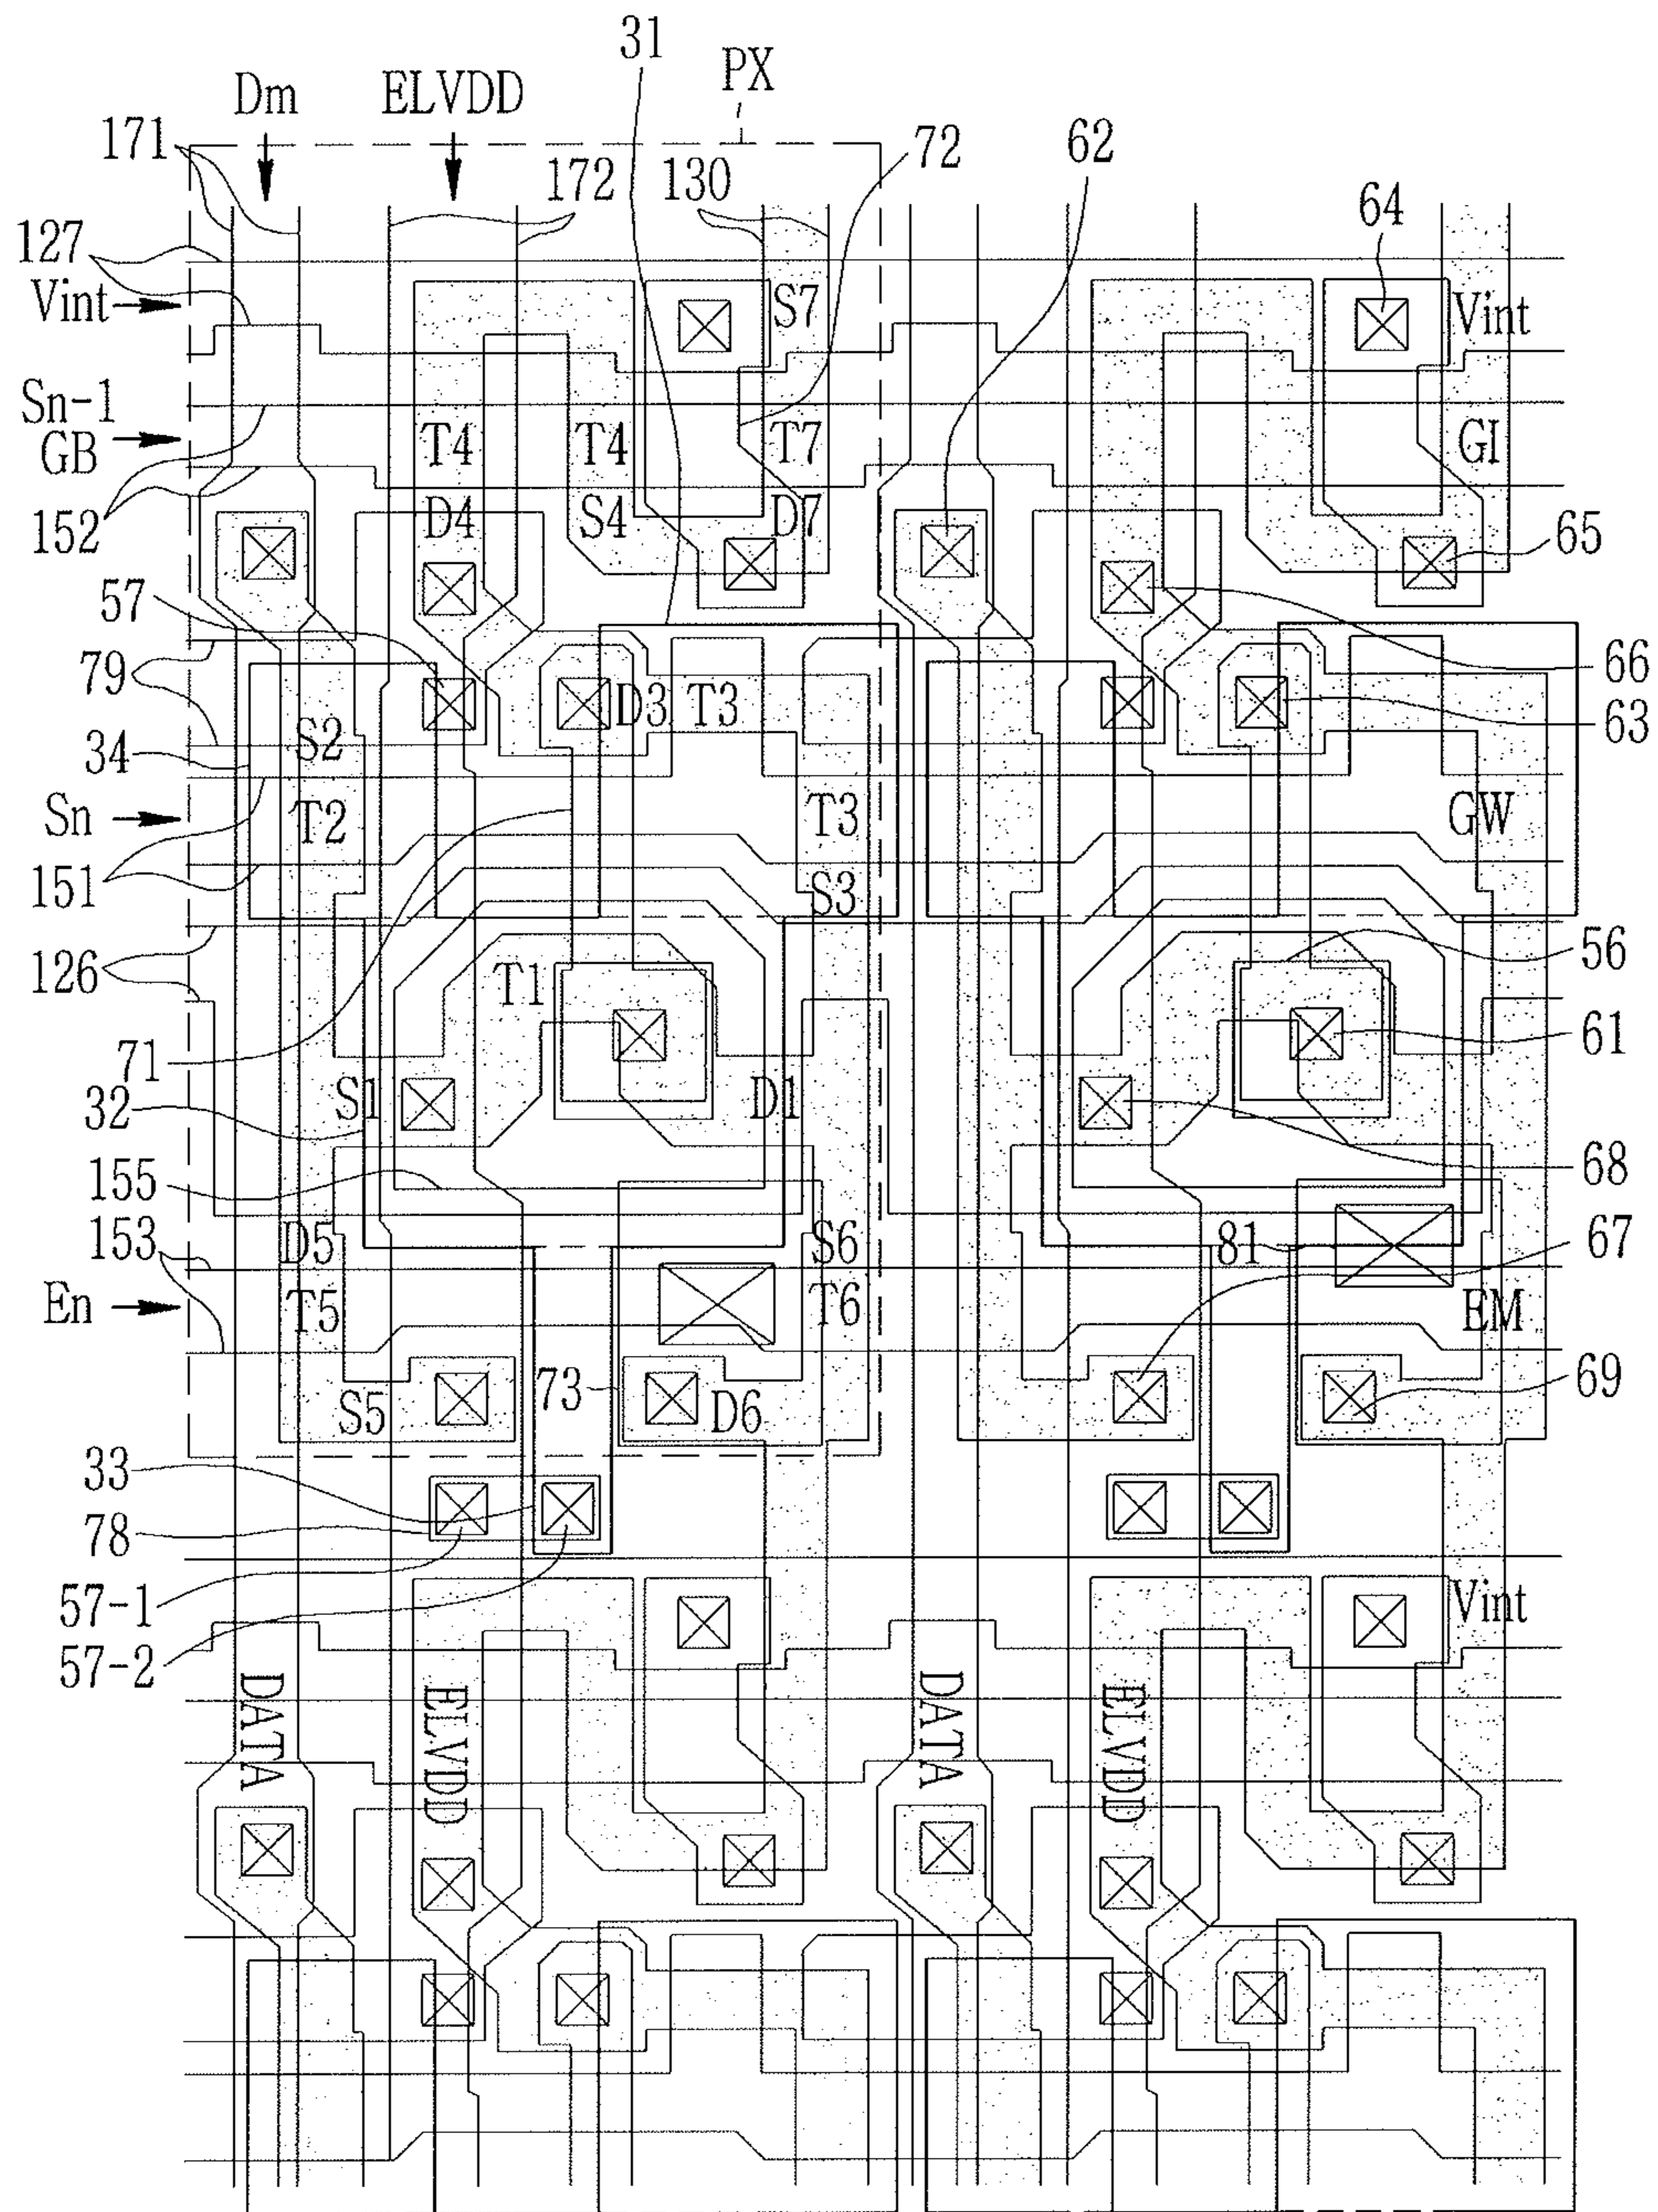 31
PX
Dm
ELVDD
171
72
62
172
130
64
127
Vint
S7
Vint
Sn-1
GB
T4
T4
T7
GI
152
D4
S4
D7
65
57
66
79
D3
T3
63
34
S2
Sn
T2
T3
GW
151
S3
126
T1
56
71
61
32
S1
D1
68
155
67
153
D5
S6
81
En
T5
T6
EM
73
69
S5
D6
33
78
57-1
Vint
57-2
DATA
ELVDD
DATA
ELVDD